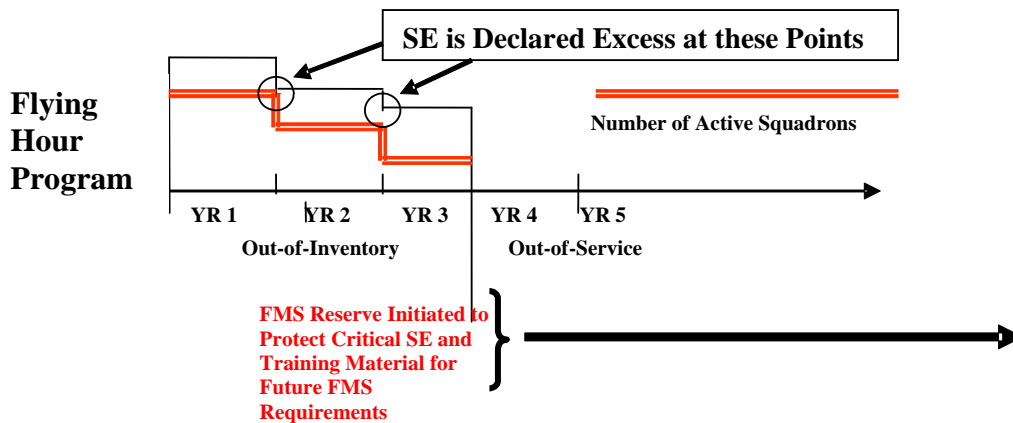 SE is Declared Excess at these Points
Flying
Hour
Program
Number of Active Squadrons
YR 1
YR 2
YR 3
YR 4
YR 5
Out-of-Inventory
Out-of-Service
FMS Reserve Initiated to
Protect Critical SE and
Training Material for
Future FMS
Requirements